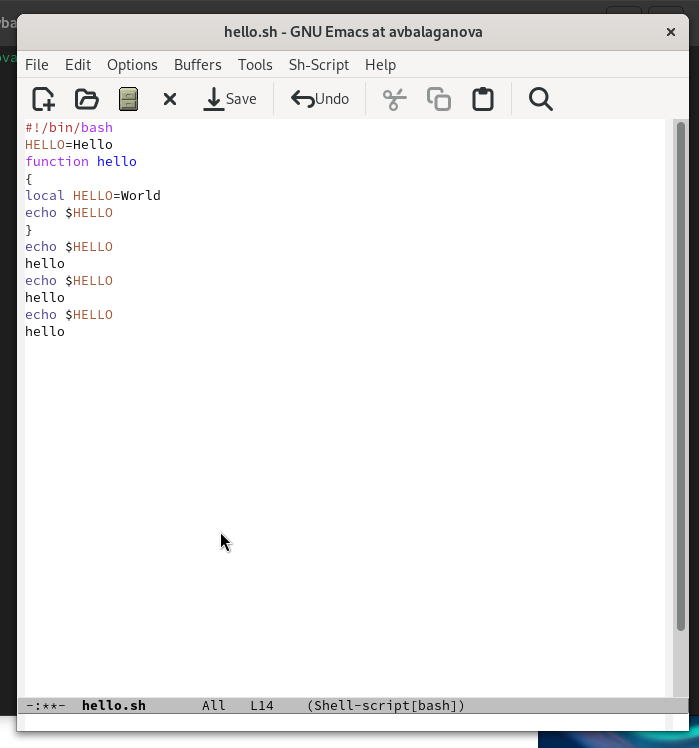 hello.sh - GNU Emacs at avbalaganova
File Edit Options Buffers Tools Sh-Script Help
Save Undo
#!/bin/bash
HELLO=Hello
function hello
{
local HELLO=World
echo $HELLO
}
echo $HELLO
hello
echo $HELLO
hello
echo $HELLO
hello
-:**- hello.sh All L14 (Shell-script[bash])